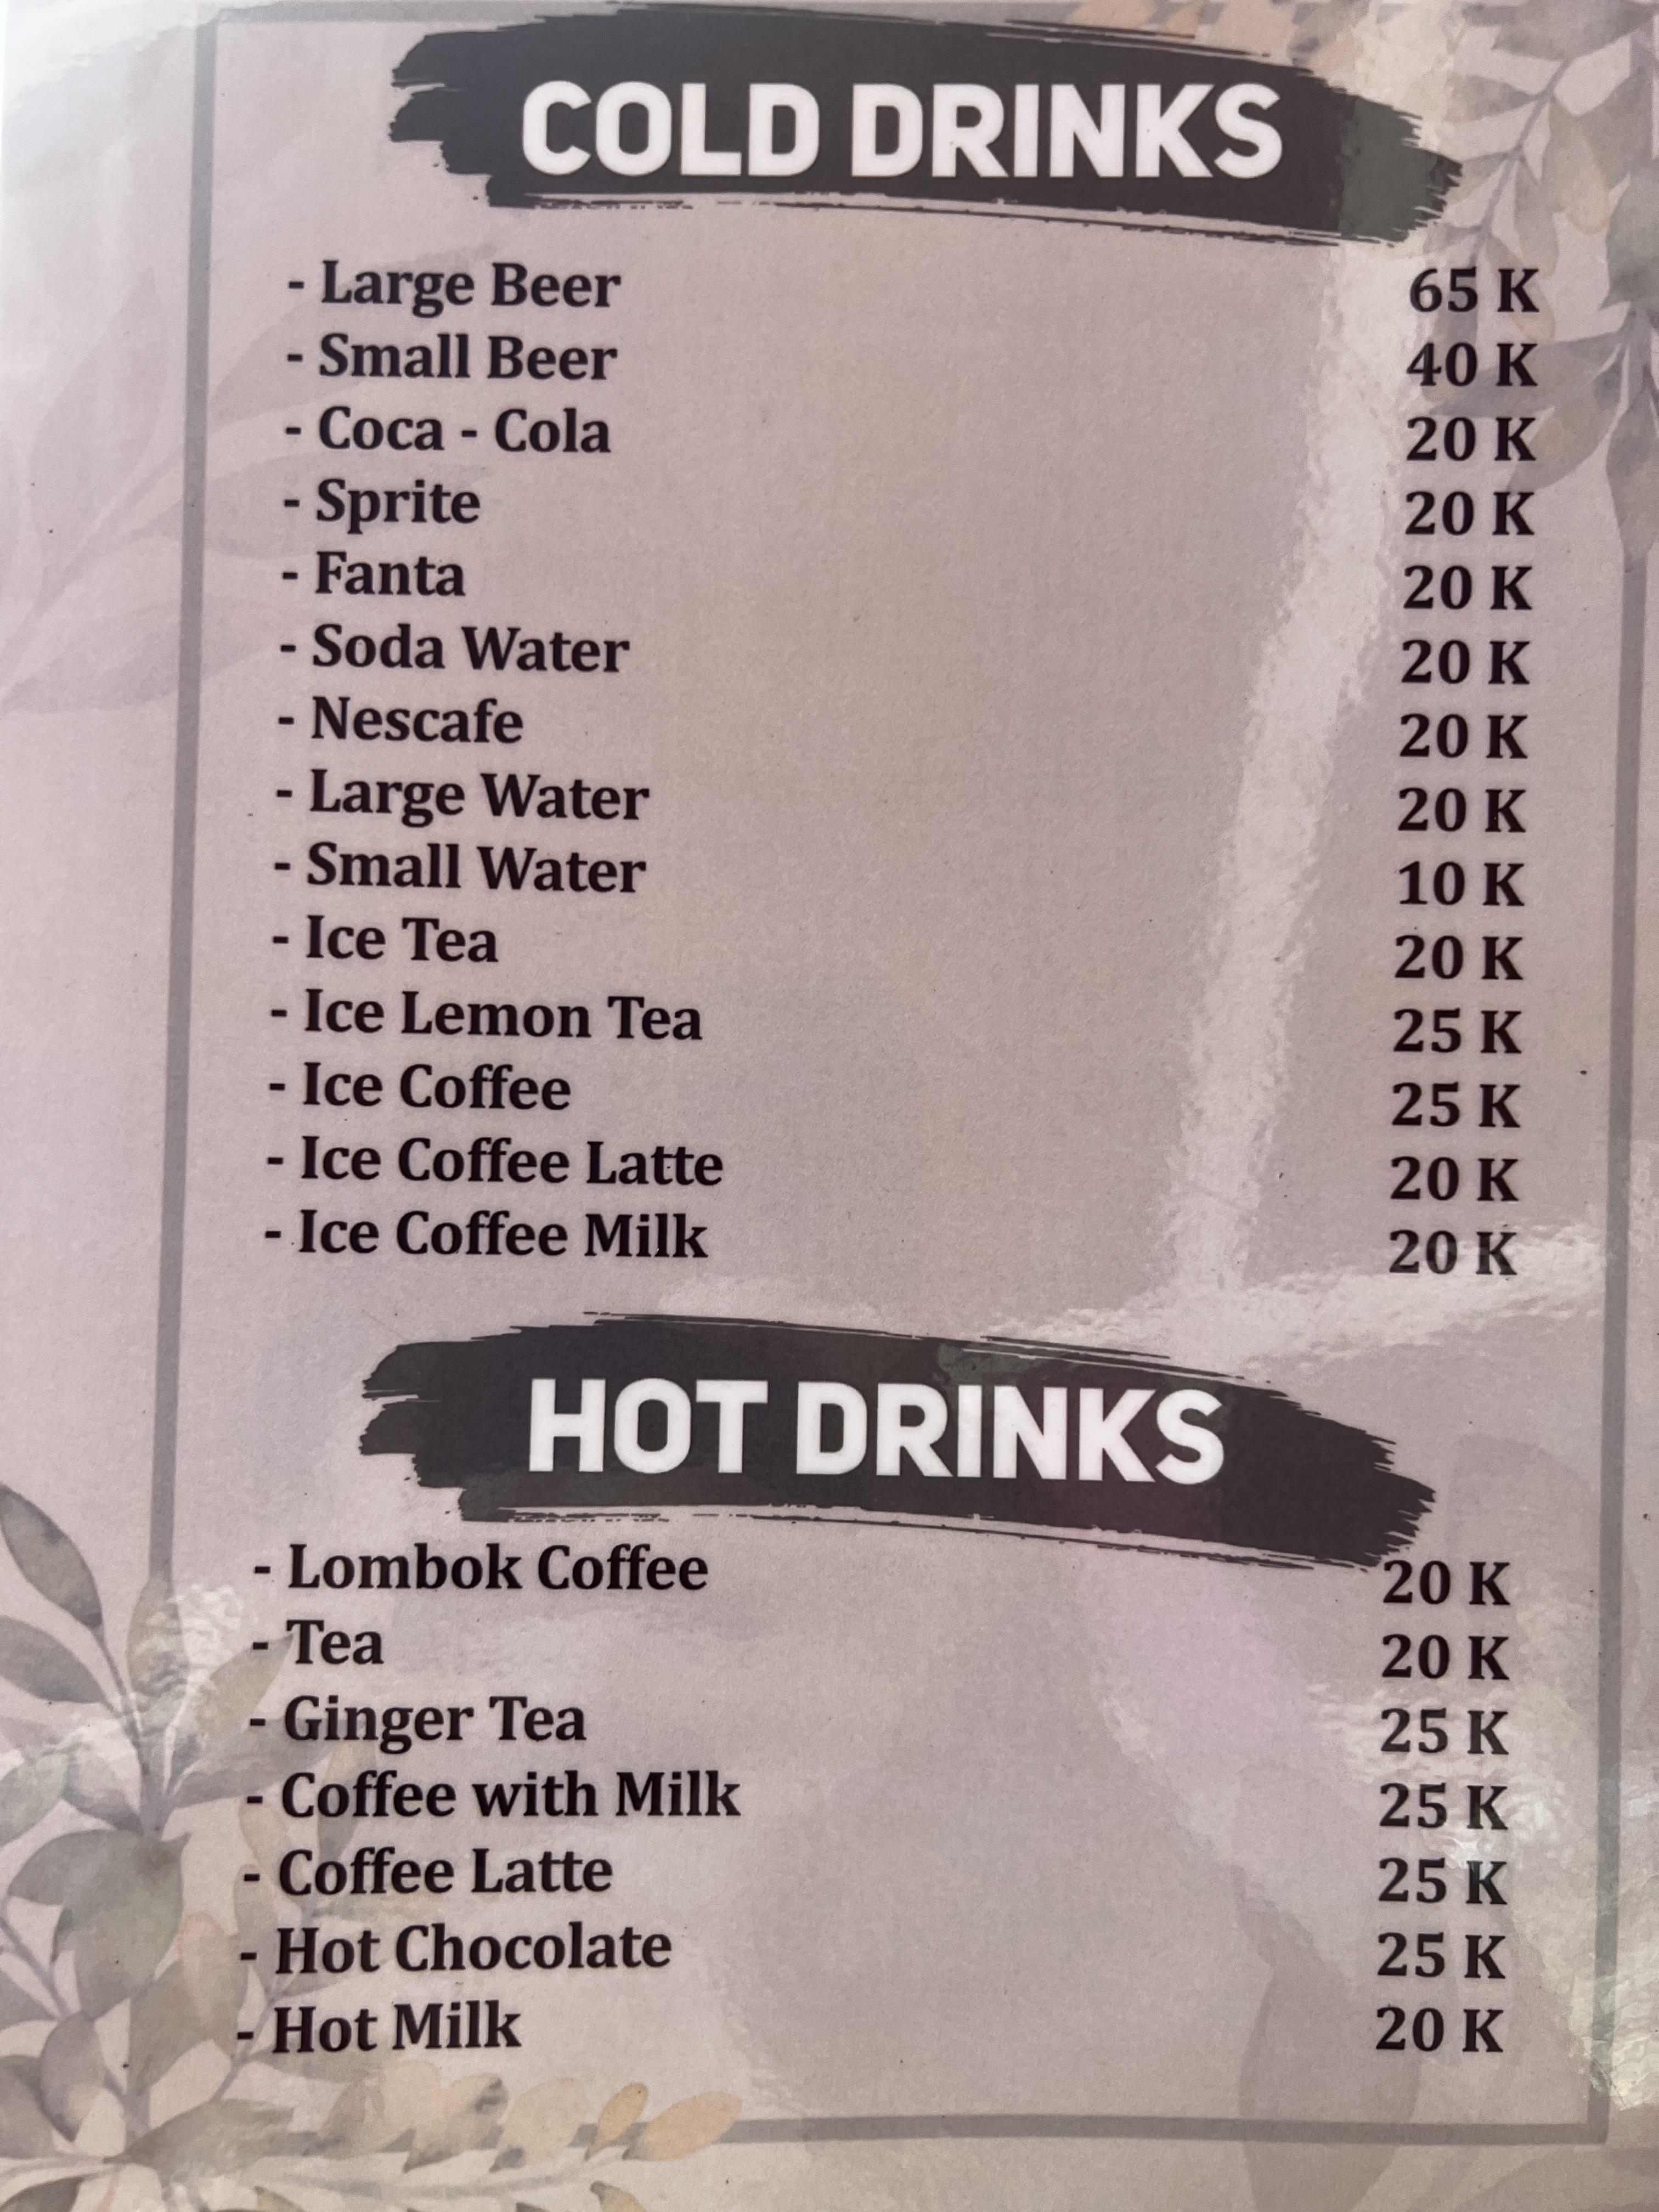 COLD DRINKS
- Large Beer 65 K
- Small Beer 40 K
- Coca - Cola 20 K
- Sprite 20 K
- Fanta 20 K
- Soda Water 20 K
- Nescafe 20 K
- Large Water 20 K
- Small Water 10 K
- Ice Tea 20 K
- Ice Lemon Tea 25 K
- Ice Coffee 25 K
- Ice Coffee Latte 20 K
- Ice Coffee Milk 20 K
HOT DRINKS
- Lombok Coffee 20 K
- Tea 20 K
- Ginger Tea 25 K
- Coffee with Milk 25 K
- Coffee Latte 25 K
- Hot Chocolate 25 K
- Hot Milk 20 K